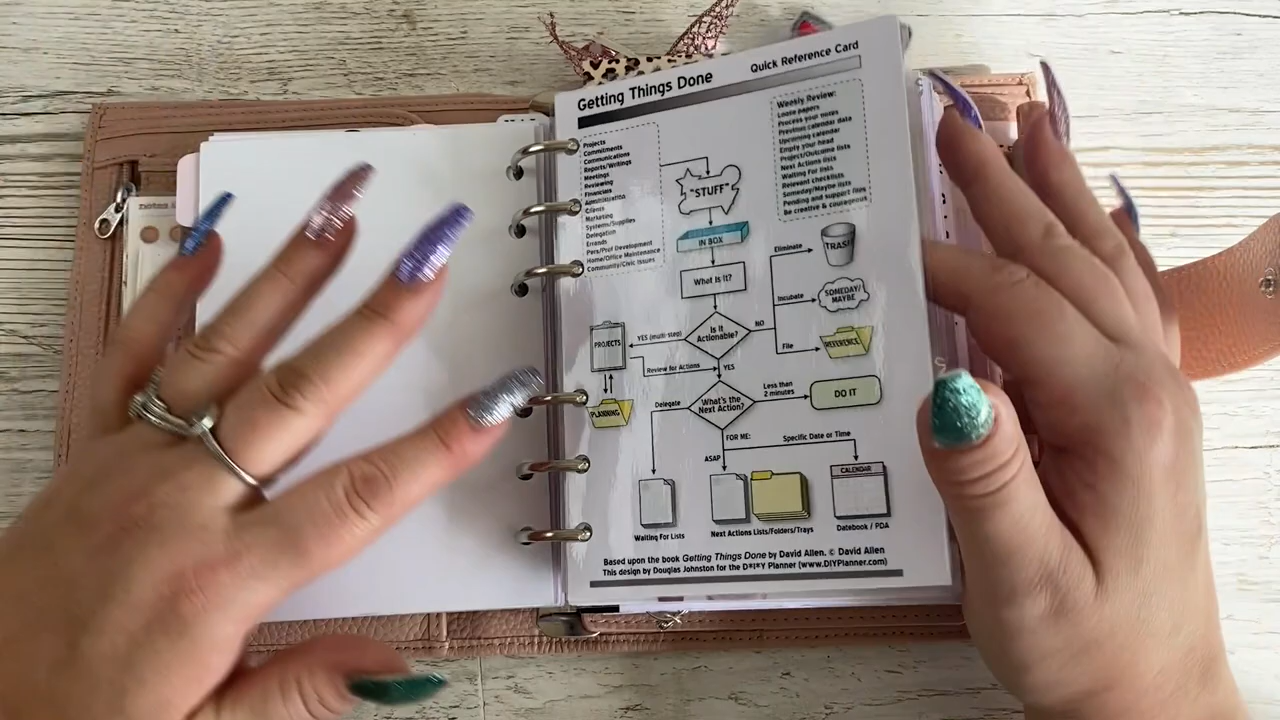 Getting Things Done
Quick Reference Card
Projects
Commitments
Communications
Reports/Writings
Meetings
Reviewing
Financials
Administration
Clients
Marketing
Systems/Supplies
Delegation
Errands
Pers/Prof Development
Home/Office Maintenance
Community/Civic Issues
Weekly Review:
Loose papers
Process your notes
Previous calendar data
Upcoming calendar
Empty your head
Project/Outcome lists
Next Actions lists
Waiting For lists
Relevant checklists
Someday/Maybe lists
Pending and support files
Be creative & courageous
"STUFF"
IN BOX
What Is It?
Is It
Actionable?
NO
Eliminate
TRASH
Incubate
SOMEDAY/
MAYBE
File
REFERENCE
YES (multi-step)
PROJECTS
Review for Actions
YES
PLANNING
What's the
Next Action?
Less than
2 minutes
DO IT
Delegate
FOR ME:
Specific Date or Time
ASAP
CALENDAR
Waiting For Lists
Next Actions Lists/Folders/Trays
Datebook / PDA
Based upon the book Getting Things Done by David Allen. © David Allen
This design by Douglas Johnston for the D*I*Y Planner (www.DIYPlanner.com)